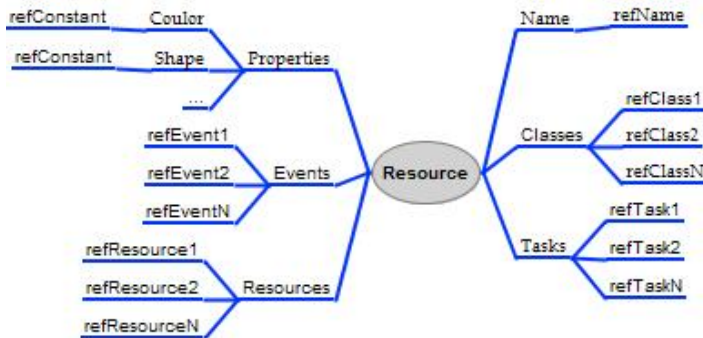 refConstant
Coulor
refConstant
Shape
Properties
...
refEvent1
refEvent2
Events
refEventN
refResource1
refResource2
Resources
refResourceN
Resource
Name
refName
refClass1
Classes
refClass2
refClassN
refTask1
Tasks
refTask2
refTaskN